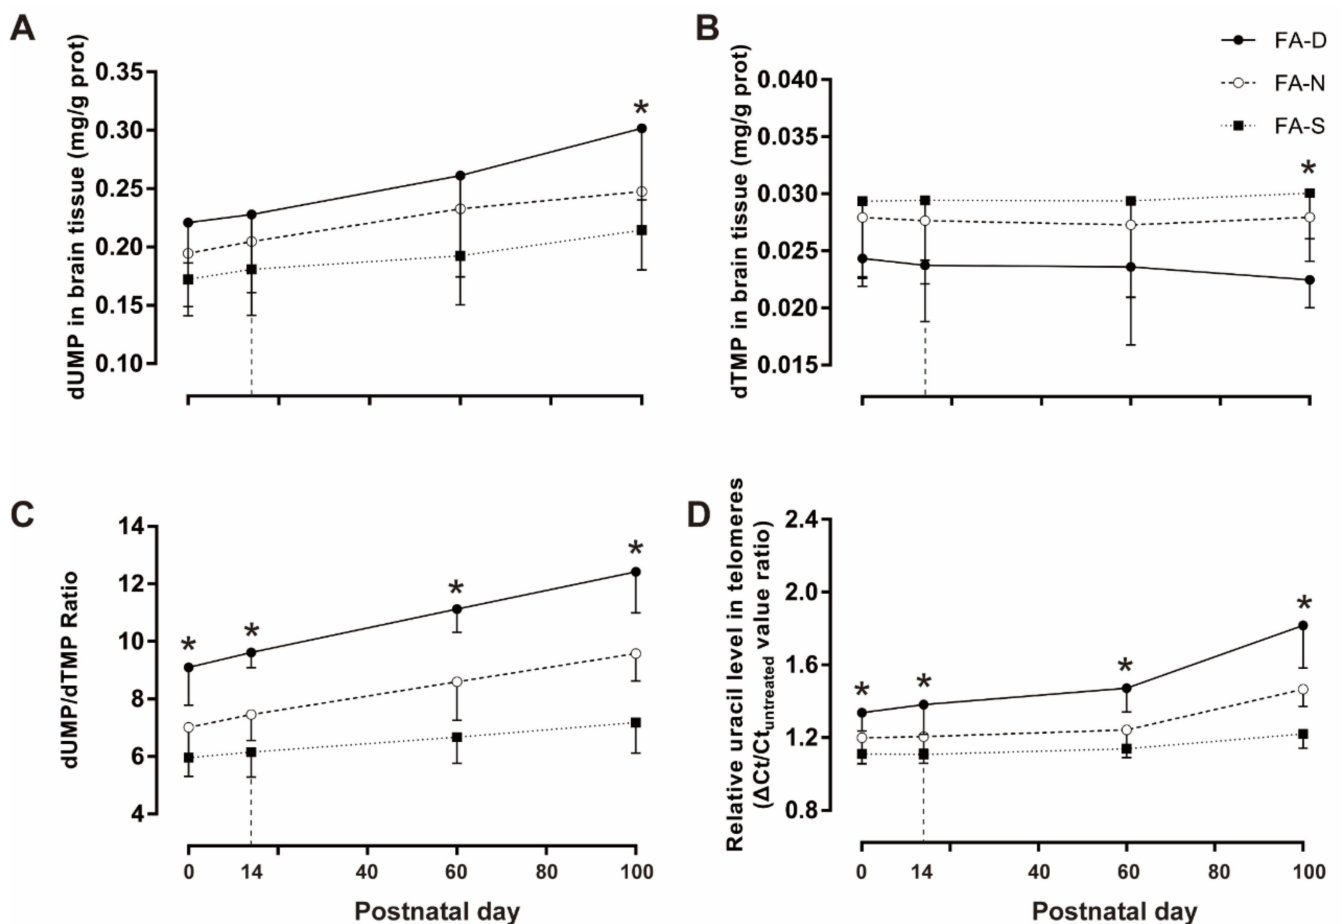 A
dUMP in brain tissue (mg/g prot)
0.35
0.30
0.25
0.20
0.15
0.10
*
B
dTMP in brain tissue (mg/g prot)
0.040
0.035
0.030
0.025
0.020
0.015
*
FA-D
FA-N
FA-S
C
dUMP/dTMP Ratio
14
12
10
8
6
4
* * * *
0 14 40 60 80 100
Postnatal day
D
Relative uracil level in telomeres
(ΔCt/Ctuntreated value ratio)
2.4
2.0
1.6
1.2
0.8
* * * *
0 14 40 60 80 100
Postnatal day